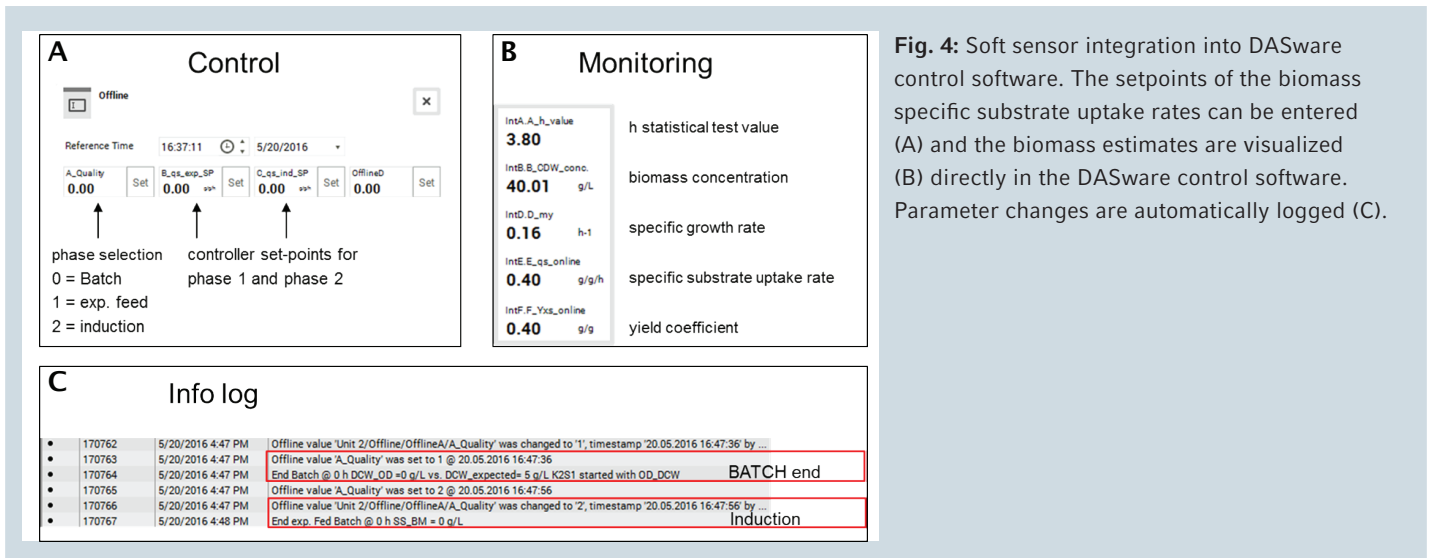 A
Control
Offline
Reference Time 16:37:11 5/20/2016
A_Quality B_qs_exp_SP C_qs_ind_SP OfflineD
0.00 Set 0.00 Set 0.00 Set 0.00 Set
phase selection
0 = Batch
1 = exp. feed
2 = induction
controller set-points for
phase 1 and phase 2
B
Monitoring
IntA.A_h_value
3.80
h statistical test value
IntB.B_CDW_conc.
40.01 g/L
biomass concentration
IntD.D_my
0.16 h-1
specific growth rate
IntE.E_qs_online
0.40 g/g/h
specific substrate uptake rate
IntF.F_Yxs_online
0.40 g/g
yield coefficient
C
Info log
• 170762 5/20/2016 4:47 PM Offline value 'Unit 2/Offline/OfflineA/A_Quality' was changed to '1', timestamp '20.05.2016 16:47:36' by ...
• 170763 5/20/2016 4:47 PM Offline value 'A_Quality' was set to 1 @ 20.05.2016 16:47:36
• 170764 5/20/2016 4:47 PM End Batch @ 0 h DCW_OD =0 g/L vs. DCW_expected= 5 g/L K2S1 started with OD_DCW BATCH end
• 170765 5/20/2016 4:47 PM Offline value 'A_Quality' was set to 2 @ 20.05.2016 16:47:56
• 170766 5/20/2016 4:47 PM Offline value 'Unit 2/Offline/OfflineA/A_Quality' was changed to '2', timestamp '20.05.2016 16:47:56' by ...
• 170767 5/20/2016 4:48 PM End exp. Fed Batch @ 0 h SS_BM = 0 g/L Induction
Fig. 4: Soft sensor integration into DASware
control software. The setpoints of the biomass
specific substrate uptake rates can be entered
(A) and the biomass estimates are visualized
(B) directly in the DASware control software.
Parameter changes are automatically logged (C).